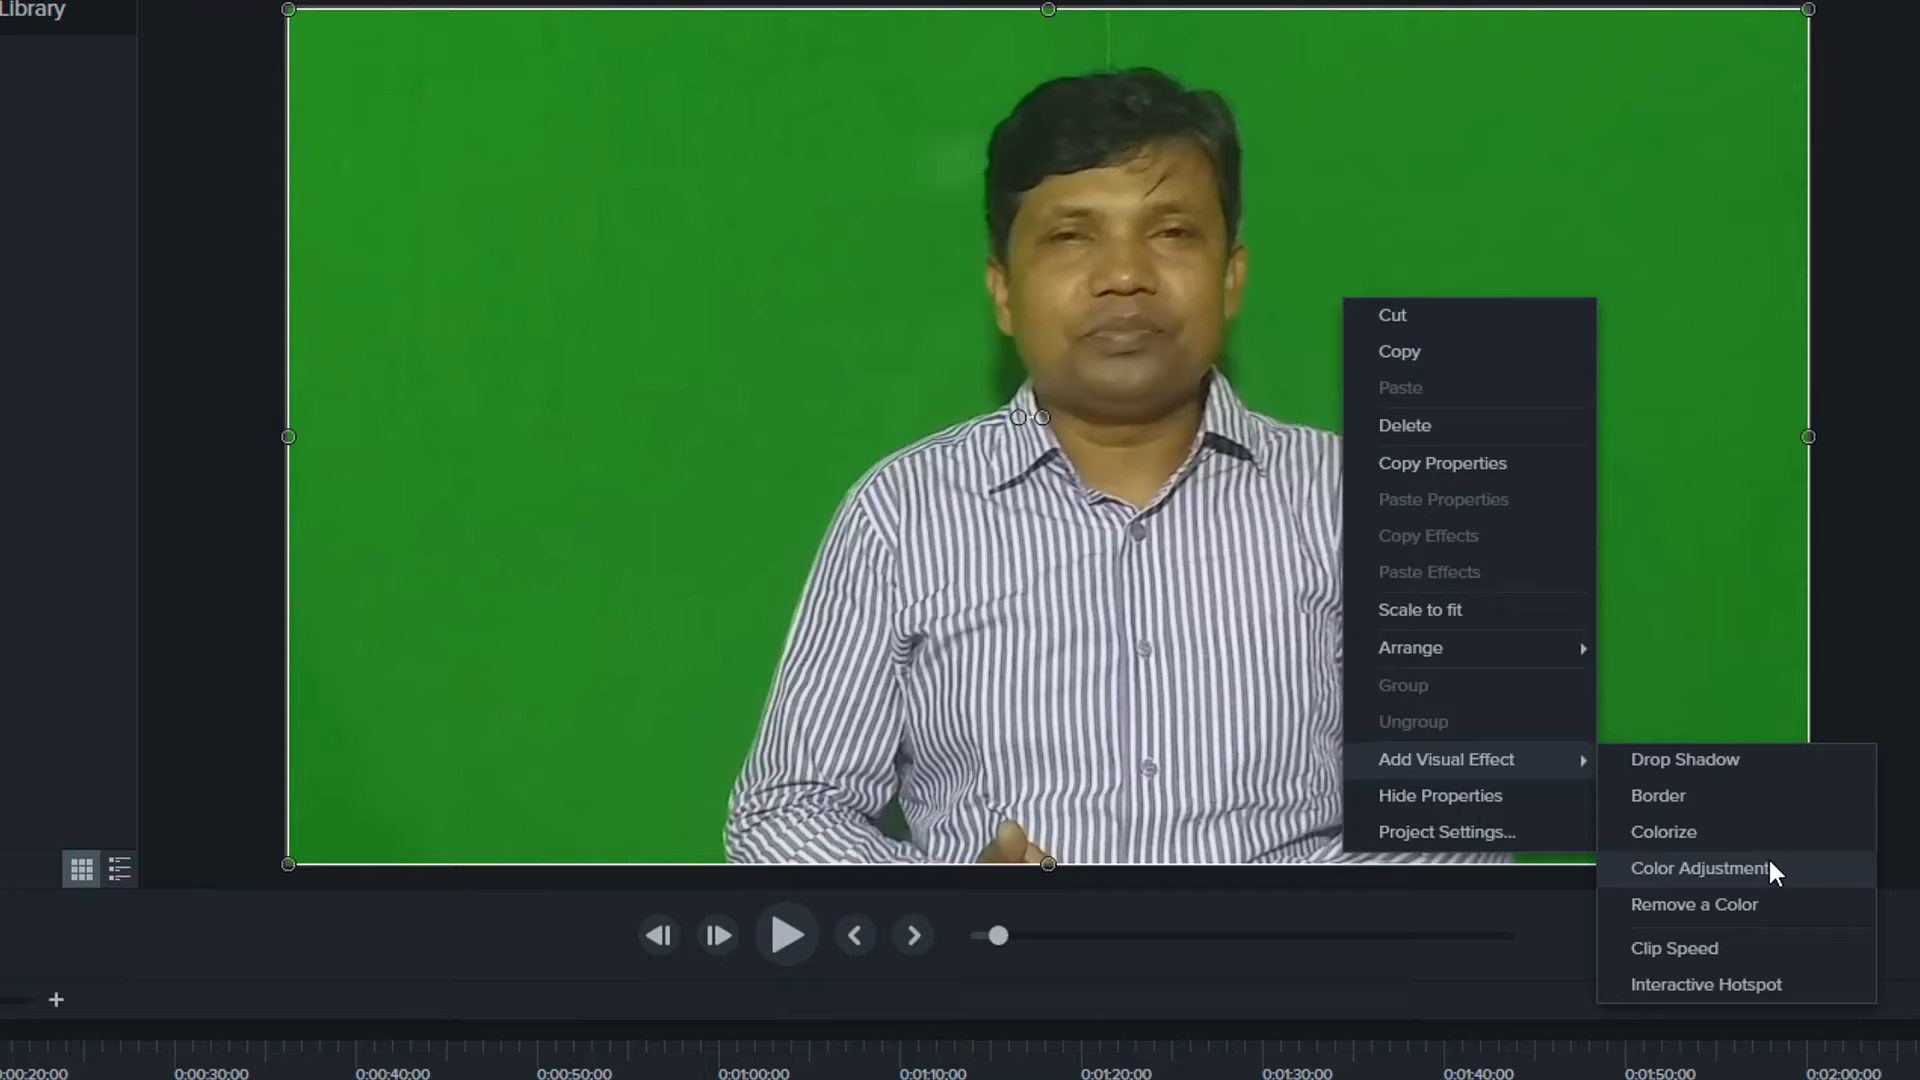 Library
Cut
Copy
Paste
Delete
Copy Properties
Paste Properties
Copy Effects
Paste Effects
Scale to fit
Arrange
Group
Ungroup
Add Visual Effect
Hide Properties
Project Settings...
Drop Shadow
Border
Colorize
Color Adjustment
Remove a Color
Clip Speed
Interactive Hotspot
0:00:20;00 0:00:30;00 0:00:40;00 0:00:50;00 0:01:00;00 0:01:10;00 0:01:20;00 0:01:30;00 0:01:40;00 0:01:50;00 0:02:00;00